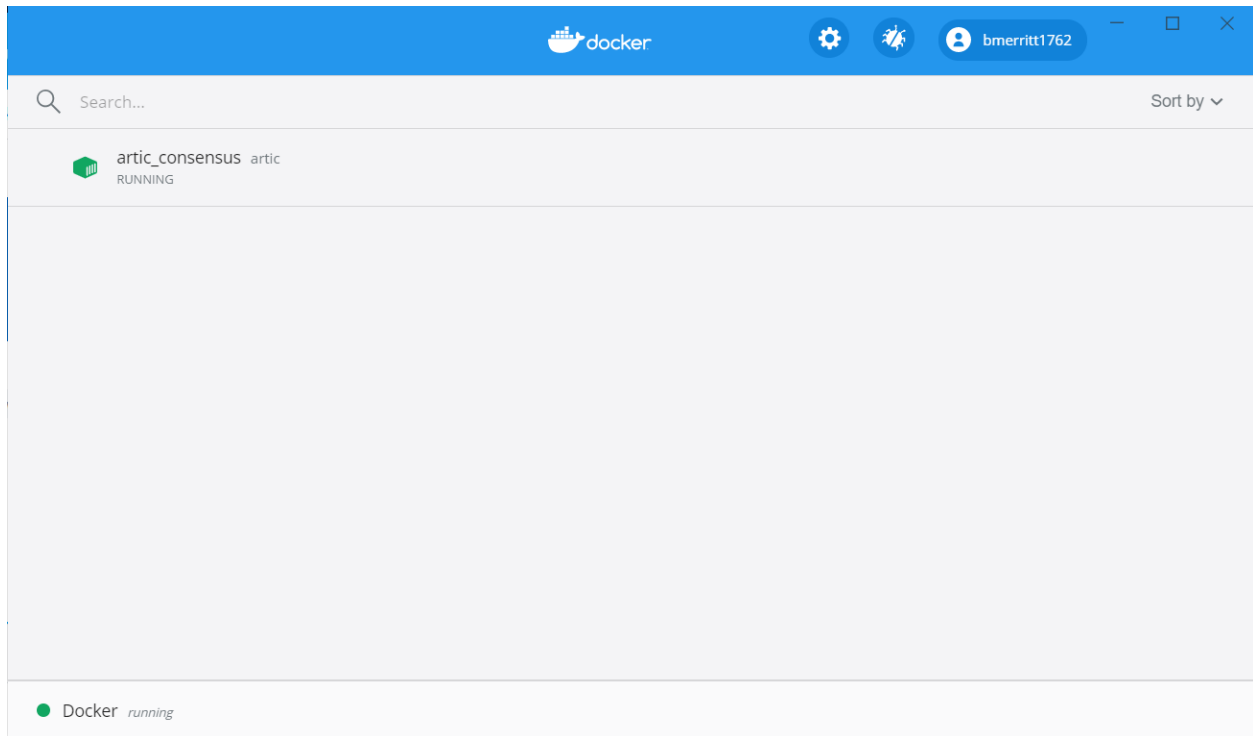 docker
bmerritt1762
Search...
Sort by
artic_consensus artic
RUNNING
Docker running